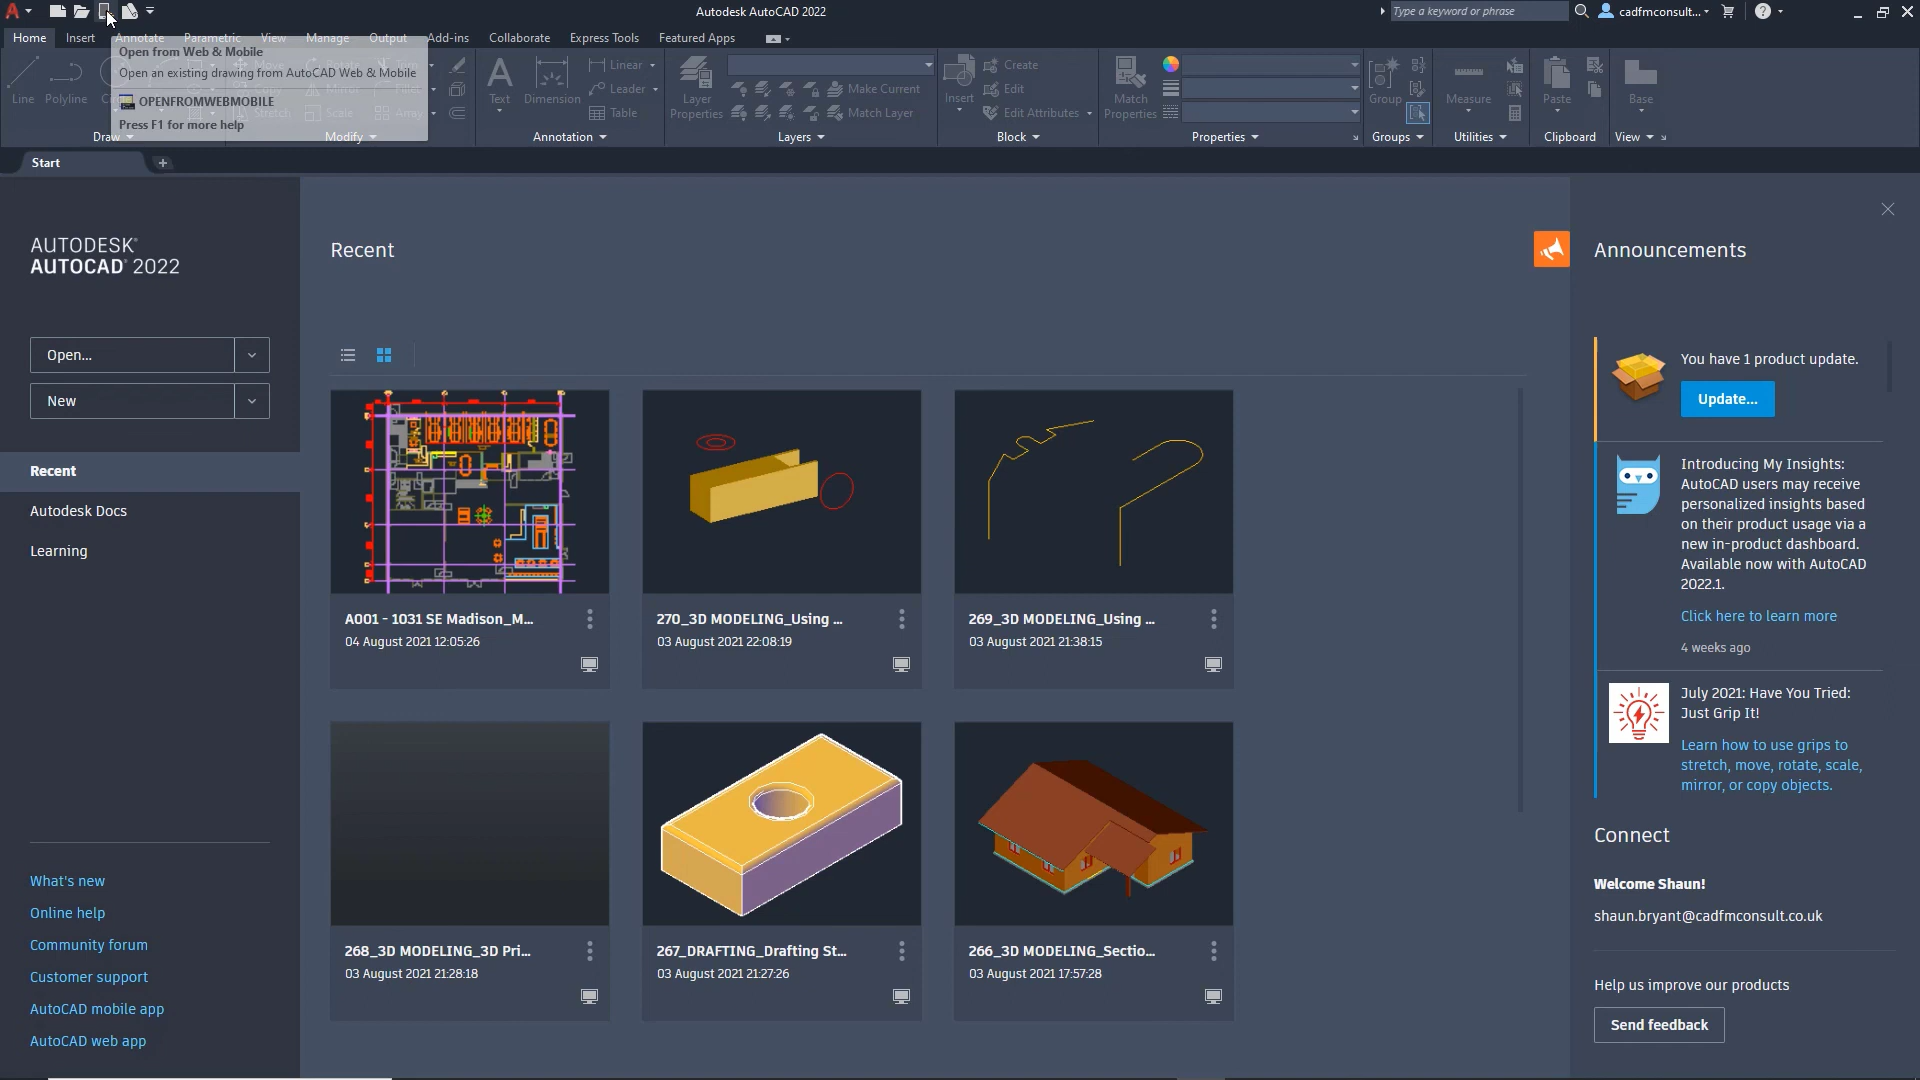 Autodesk AutoCAD 2022
Type a keyword or phrase
cadfmconsult...
Home
Insert
Annotate
Parametric
View
Manage
Output
Add-ins
Collaborate
Express Tools
Featured Apps
Open from Web & Mobile
Open an existing drawing from AutoCAD Web & Mobile
OPENFROMWEBMOBILE
Press F1 for more help
Line
Polyline
Move
Rotate
Trim
Copy
Mirror
Fillet
Stretch
Scale
Array
Text
Dimension
Linear
Leader
Table
Layer
Properties
Make Current
Match Layer
Insert
Create
Edit
Edit Attributes
Match
Properties
Group
Measure
Paste
Base
Draw
Modify
Annotation
Layers
Block
Properties
Groups
Utilities
Clipboard
View
Start
AUTODESK®
AUTOCAD® 2022
Open...
New
Recent
Autodesk Docs
Learning
What's new
Online help
Community forum
Customer support
AutoCAD mobile app
AutoCAD web app
Recent
A001 - 1031 SE Madison_M...
04 August 2021 12:05:26
270_3D MODELING_Using ...
03 August 2021 22:08:19
269_3D MODELING_Using ...
03 August 2021 21:38:15
268_3D MODELING_3D Pri...
03 August 2021 21:28:18
267_DRAFTING_Drafting St...
03 August 2021 21:27:26
266_3D MODELING_Sectio...
03 August 2021 17:57:28
Announcements
You have 1 product update.
Update...
Introducing My Insights:
AutoCAD users may receive
personalized insights based
on their product usage via a
new in-product dashboard.
Available now with AutoCAD
2022.1.
Click here to learn more
4 weeks ago
July 2021: Have You Tried:
Just Grip It!
Learn how to use grips to
stretch, move, rotate, scale,
mirror, or copy objects.
Connect
Welcome Shaun!
shaun.bryant@cadfmconsult.co.uk
Help us improve our products
Send feedback